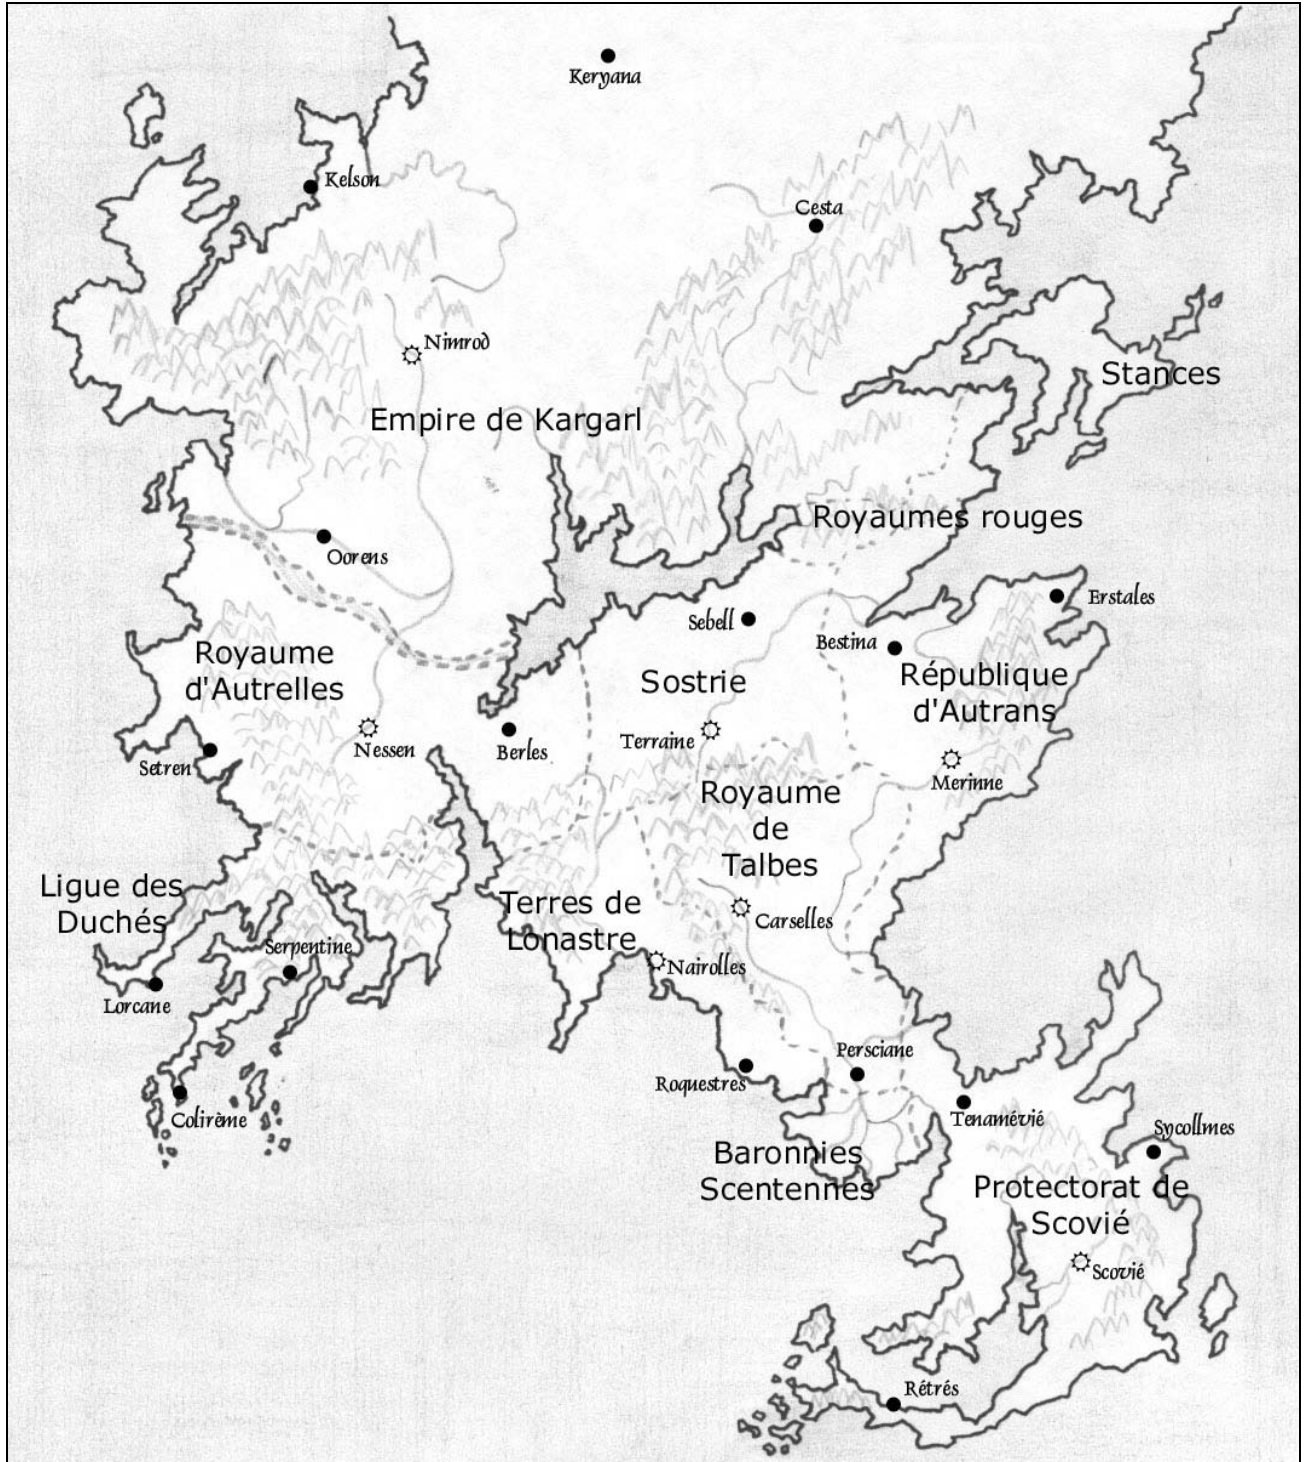 Keryana
Kelson
Cesta
Nimrod
Stances
Empire de Kargarl
Royaumes rouges
Oorens
Erstales
Sebell
Bestina
Royaume
d'Autrelles
Sostrie
République
d'Autrans
Terraine
Nessen
Berles
Setren
Merinne
Royaume
de
Talbes
Ligue des
Duchés
Terres de
Lonastre
Carselles
Serpentine
Nairolles
Lorcane
Persciane
Roquestres
Colirème
Tenamévié
Sycollmes
Baronnies
Scentennes
Protectorat de
Scovié
Scovié
Rétrés